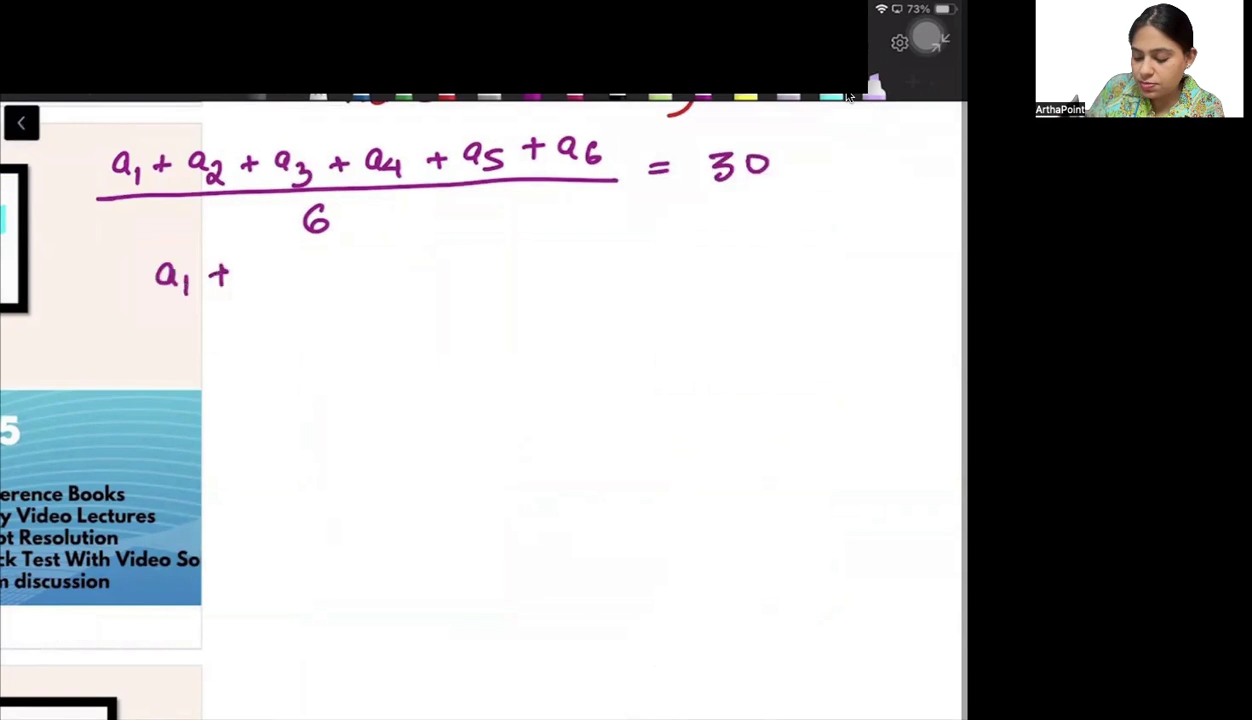 73%
ArthaPoint
a₁ + a₂ + a₃ + a₄ + a₅ + a₆ = 30
6
a₁ +
5
erence Books
y Video Lectures
ot Resolution
ck Test With Video So
n discussion